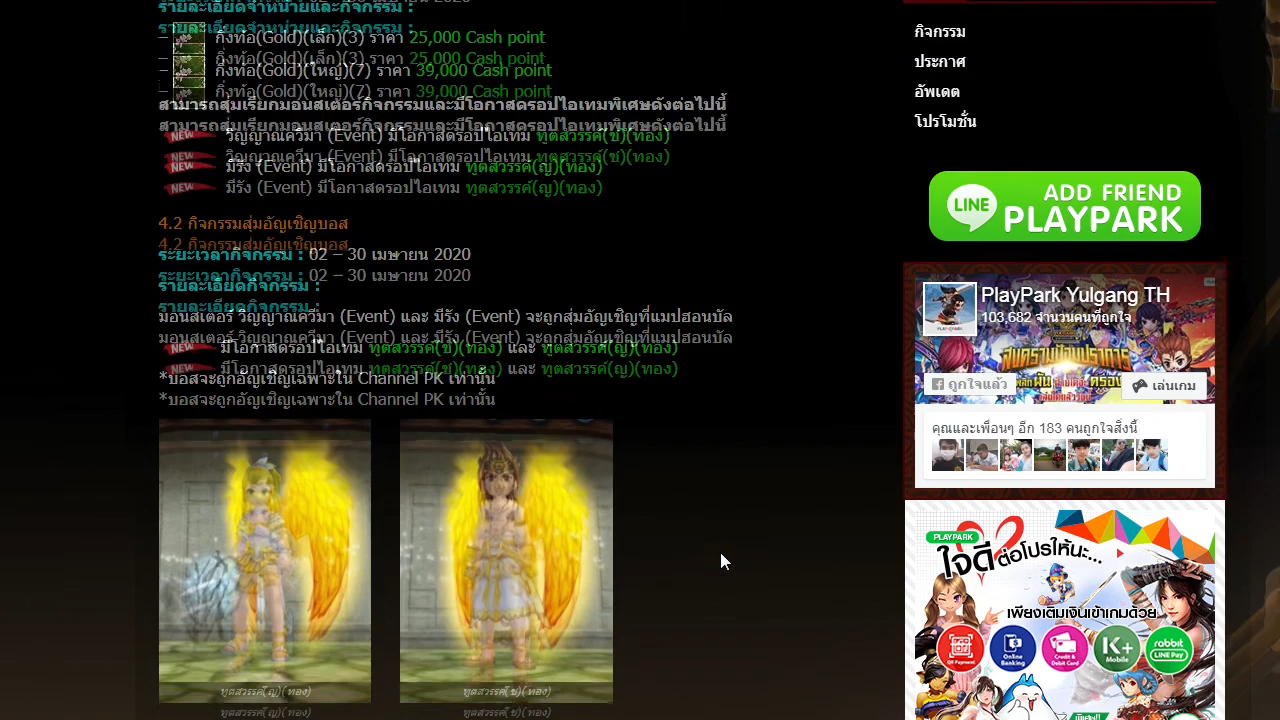 รายละเอียดจำหน่ายและกิจกรรม :
– กิ่งท้อ(Gold)(เล็ก)(3) ราคา 25,000 Cash point
– กิ่งท้อ(Gold)(ใหญ่)(7) ราคา 39,000 Cash point
สามารถสุ่มเรียกมอนสเตอร์กิจกรรมและมีโอกาสดรอปไอเทมพิเศษดังต่อไปนี้
NEW วิญญาณควีมา (Event) มีโอกาสดรอปไอเทม ทูตสวรรค์(ช)(ทอง)
NEW มีรัง (Event) มีโอกาสดรอปไอเทม ทูตสวรรค์(ญ)(ทอง)
4.2 กิจกรรมสุ่มอัญเชิญบอส
ระยะเวลากิจกรรม : 02 – 30 เมษายน 2020
รายละเอียดกิจกรรม :
มอนสเตอร์ วิญญาณควีมา (Event) และ มีรัง (Event) จะถูกสุ่มอัญเชิญที่แมปสอนบัล
NEW มีโอกาสดรอปไอเทม ทูตสวรรค์(ช)(ทอง) และ ทูตสวรรค์(ญ)(ทอง)
*บอสจะถูกอัญเชิญเฉพาะใน Channel PK เท่านั้น
ทูตสวรรค์(ญ)(ทอง)
ทูตสวรรค์(ช)(ทอง)
กิจกรรม
ประกาศ
อัพเดต
โปรโมชั่น
LINE
ADD FRIEND
PLAYPARK
PlayPark Yulgang TH
103,682 จำนวนคนที่ถูกใจ
ถูกใจแล้ว
เล่นเกม
คุณและเพื่อนๆ อีก 183 คนถูกใจสิ่งนี้
PLAYPARK
ใจดี ต่อโปรให้นะ...
เพียงเติมเงินเข้าเกมด้วย
QR Payment
Online Banking
Credit & Debit Card
K+ Mobile
rabbit LINE Pay